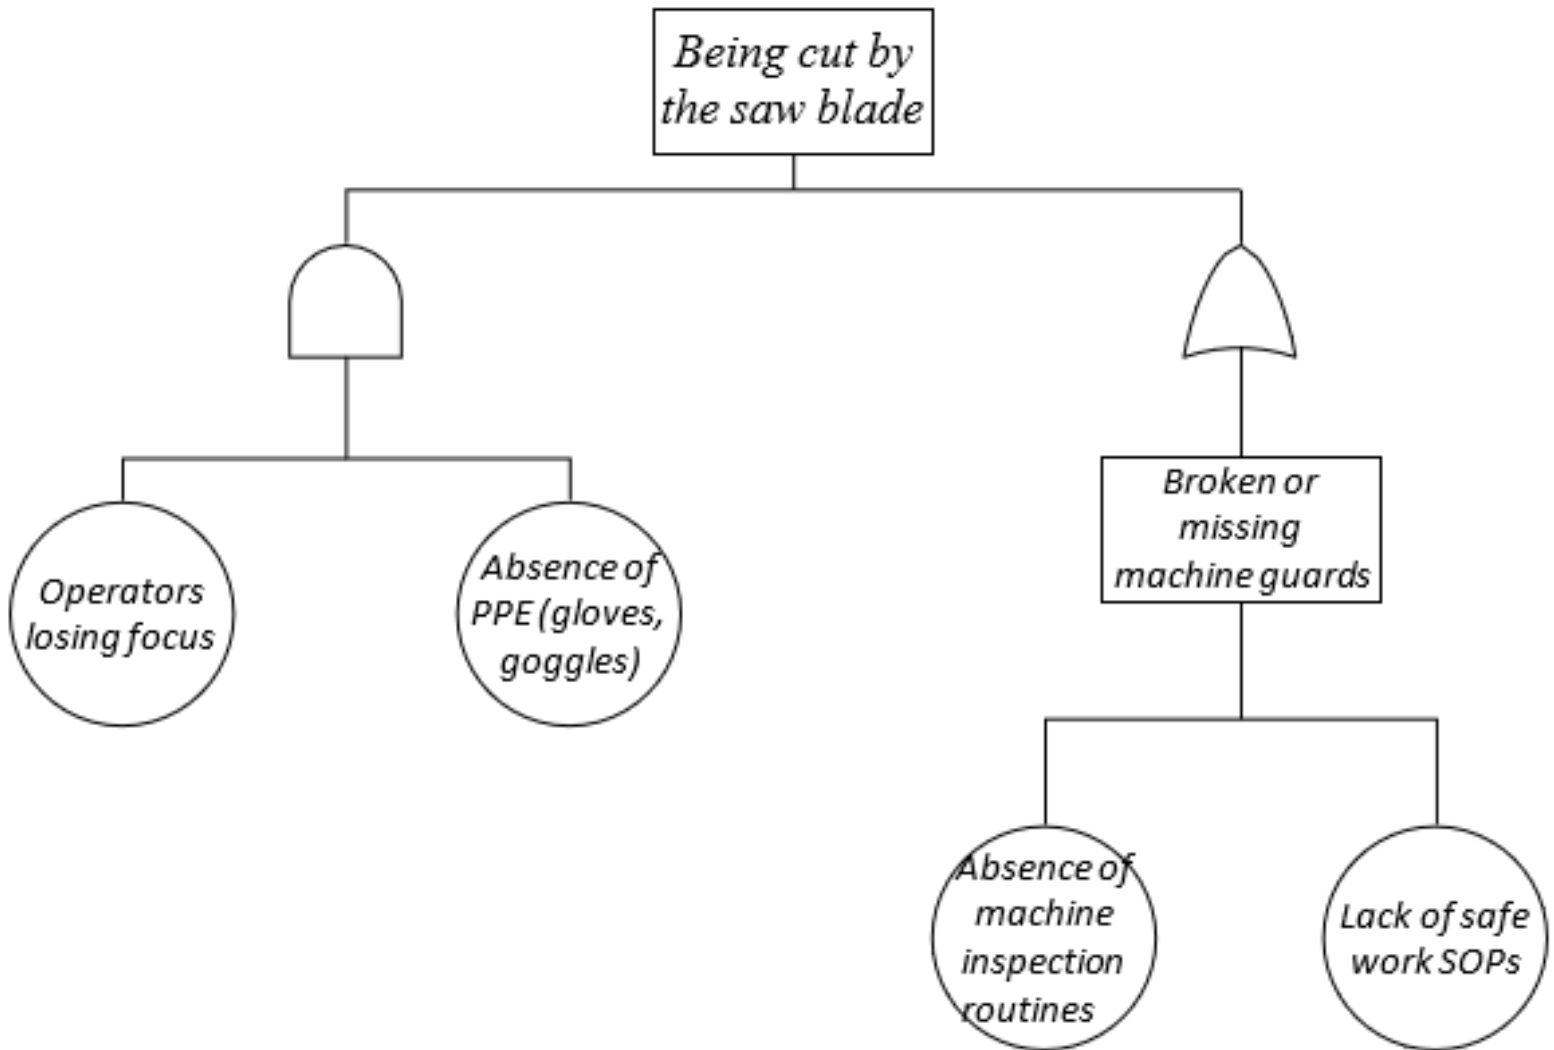 Being cut by
the saw blade
Operators
losing focus
Absence of
PPE (gloves,
goggles)
Broken or
missing
machine guards
Absence of
machine
inspection
routines
Lack of safe
work SOPs